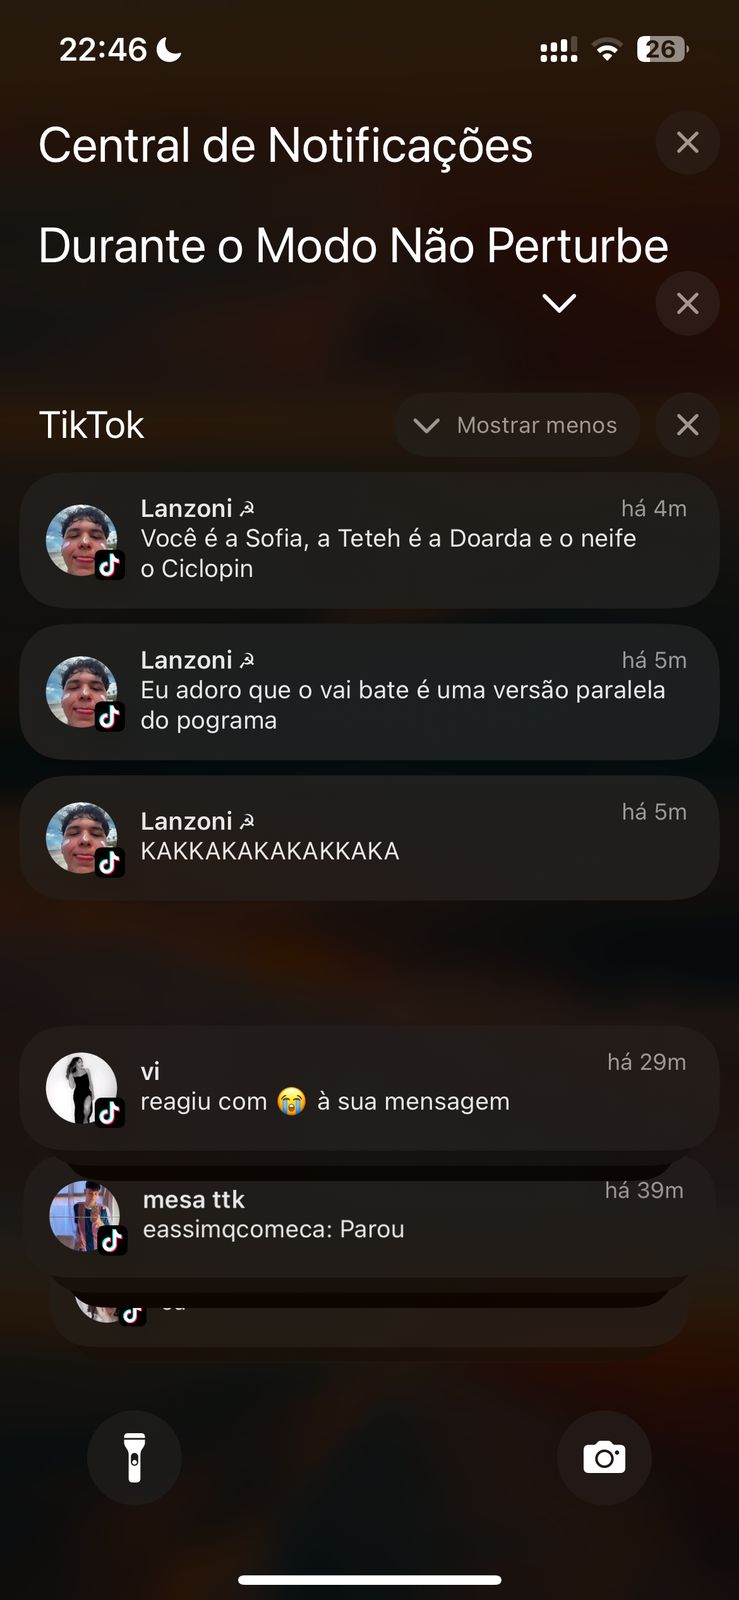 22:46
26
Central de Notificações
Durante o Modo Não Perturbe
TikTok
Mostrar menos
Lanzoni ☭
há 4m
Você é a Sofia, a Teteh é a Doarda e o neife
o Ciclopin
Lanzoni ☭
há 5m
Eu adoro que o vai bate é uma versão paralela
do pograma
Lanzoni ☭
há 5m
KAKKAKAKAKAKKAKA
vi
há 29m
reagiu com 😭 à sua mensagem
mesa ttk
há 39m
eassimqcomeca: Parou